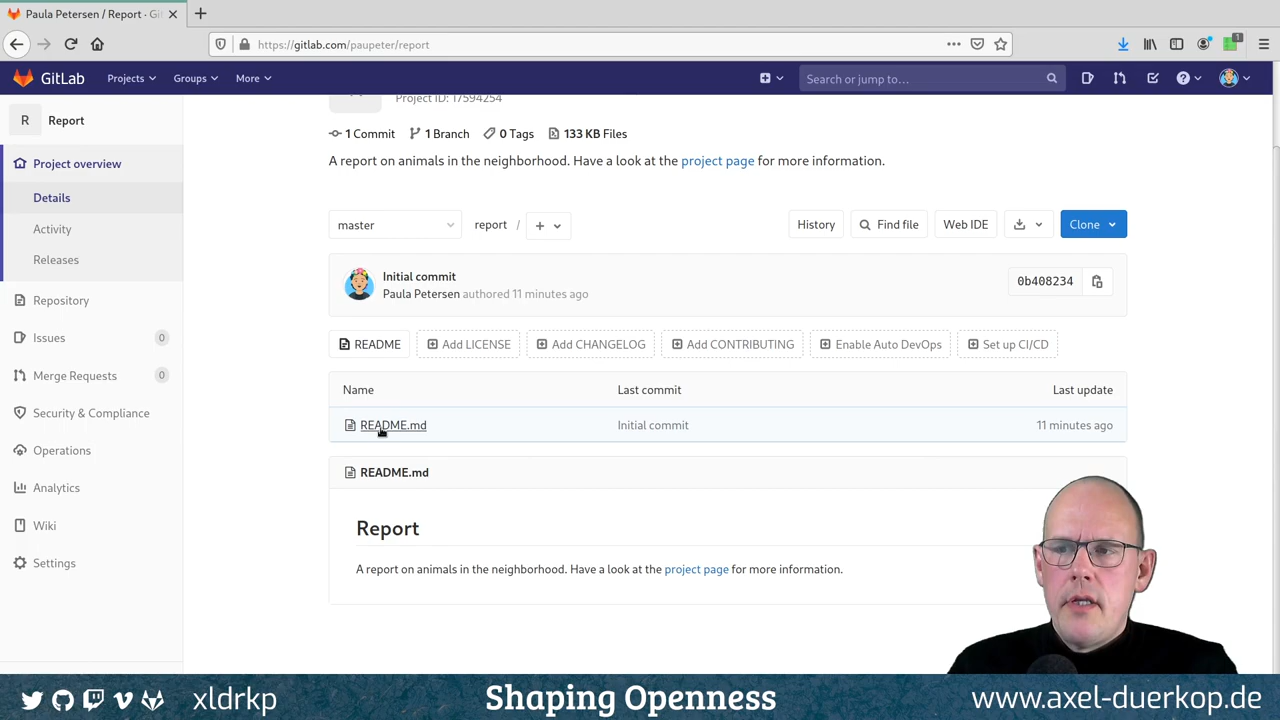 Paula Petersen / Report · Git
https://gitlab.com/paupeter/report
1
GitLab
Projects
Groups
More
Search or jump to…
R Report
Project overview
Details
Activity
Releases
Repository
Issues 0
Merge Requests 0
Security & Compliance
Operations
Analytics
Wiki
Settings
Project ID: 17594254
1 Commit 1 Branch 0 Tags 133 KB Files
A report on animals in the neighborhood. Have a look at the project page for more information.
master report / +
History Find file Web IDE Clone
Initial commit
Paula Petersen authored 11 minutes ago
0b408234
README Add LICENSE Add CHANGELOG Add CONTRIBUTING Enable Auto DevOps Set up CI/CD
Name Last commit Last update
README.md Initial commit 11 minutes ago
README.md
Report
A report on animals in the neighborhood. Have a look at the project page for more information.
xldrkp Shaping Openness www.axel-duerkop.de